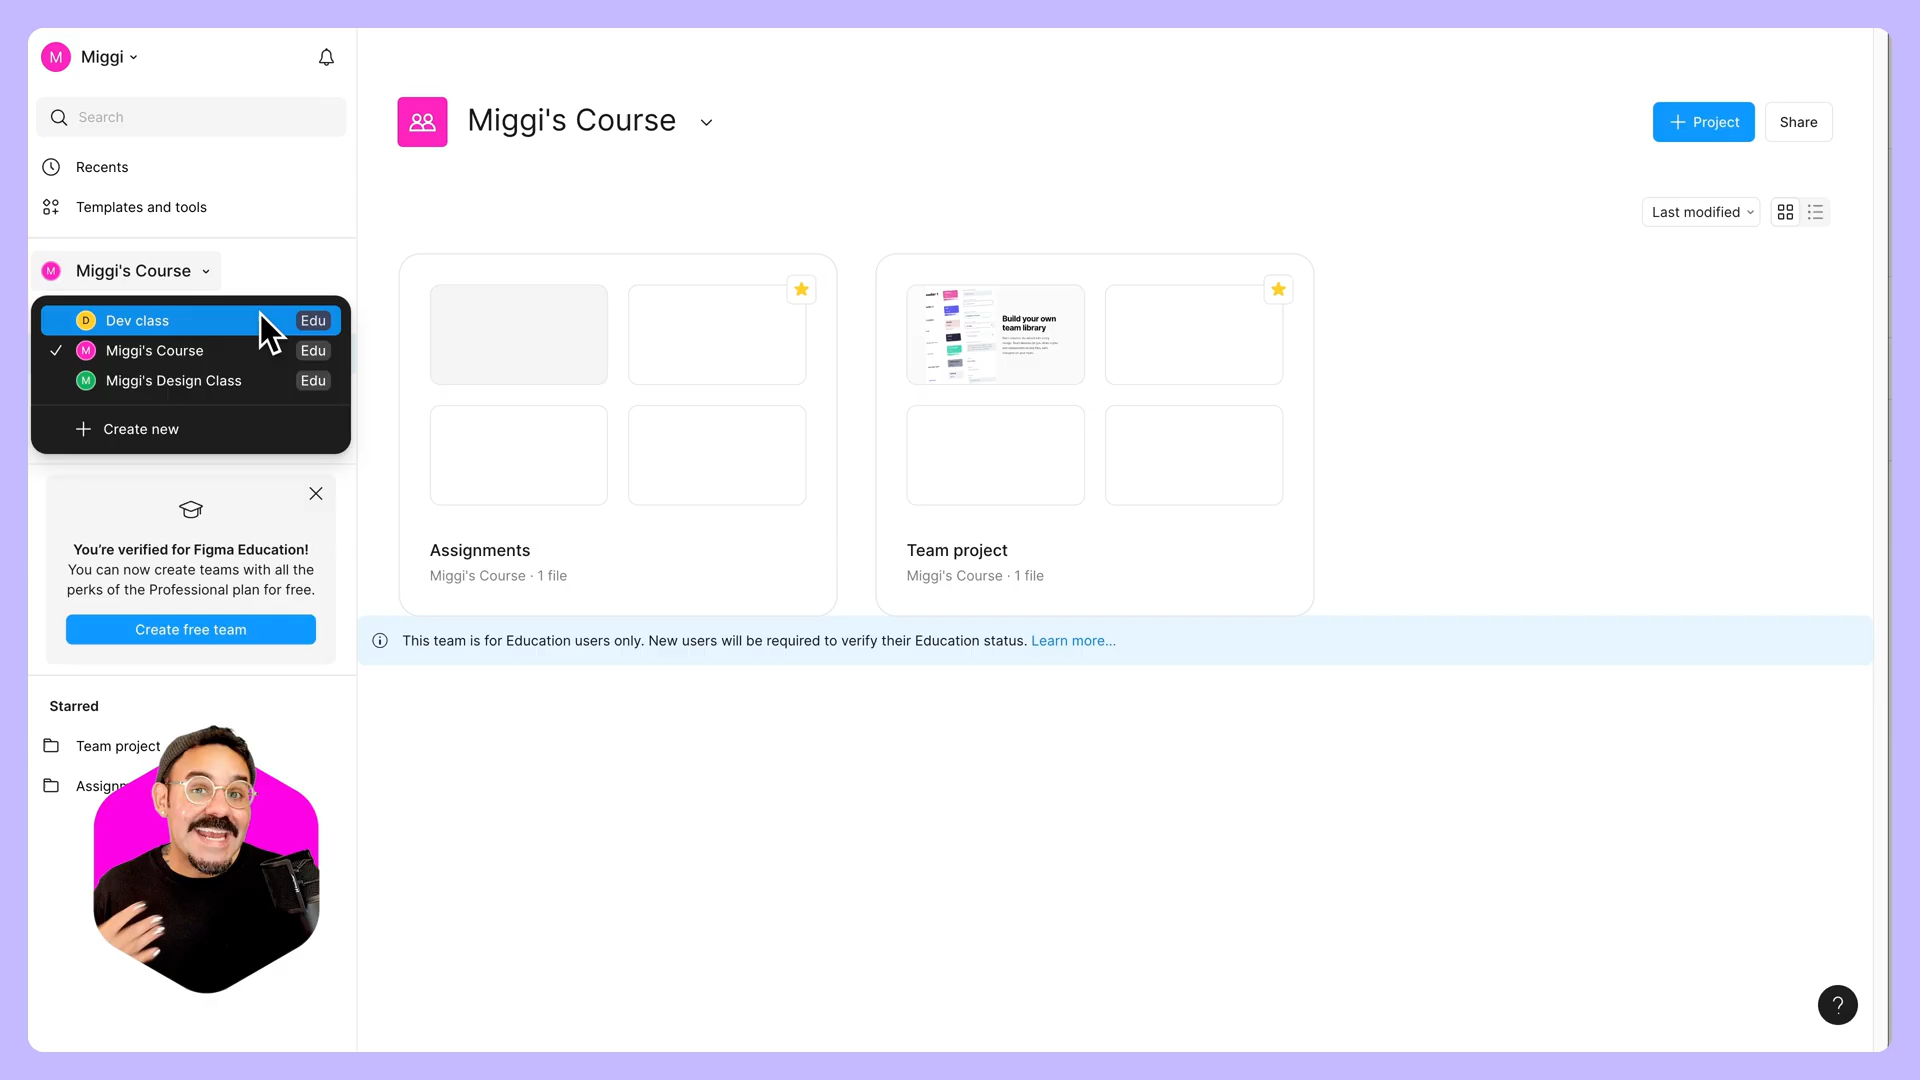 M Miggi
Search
Recents
Templates and tools
M Miggi's Course
D Dev class Edu
M Miggi's Course Edu
M Miggi's Design Class Edu
Create new
You're verified for Figma Education!
You can now create teams with all the
perks of the Professional plan for free.
Create free team
Starred
Team project
Assignm
Miggi's Course
+ Project
Share
Last modified
Build your own
team library
Assignments
Miggi's Course · 1 file
Team project
Miggi's Course · 1 file
This team is for Education users only. New users will be required to verify their Education status. Learn more...
?